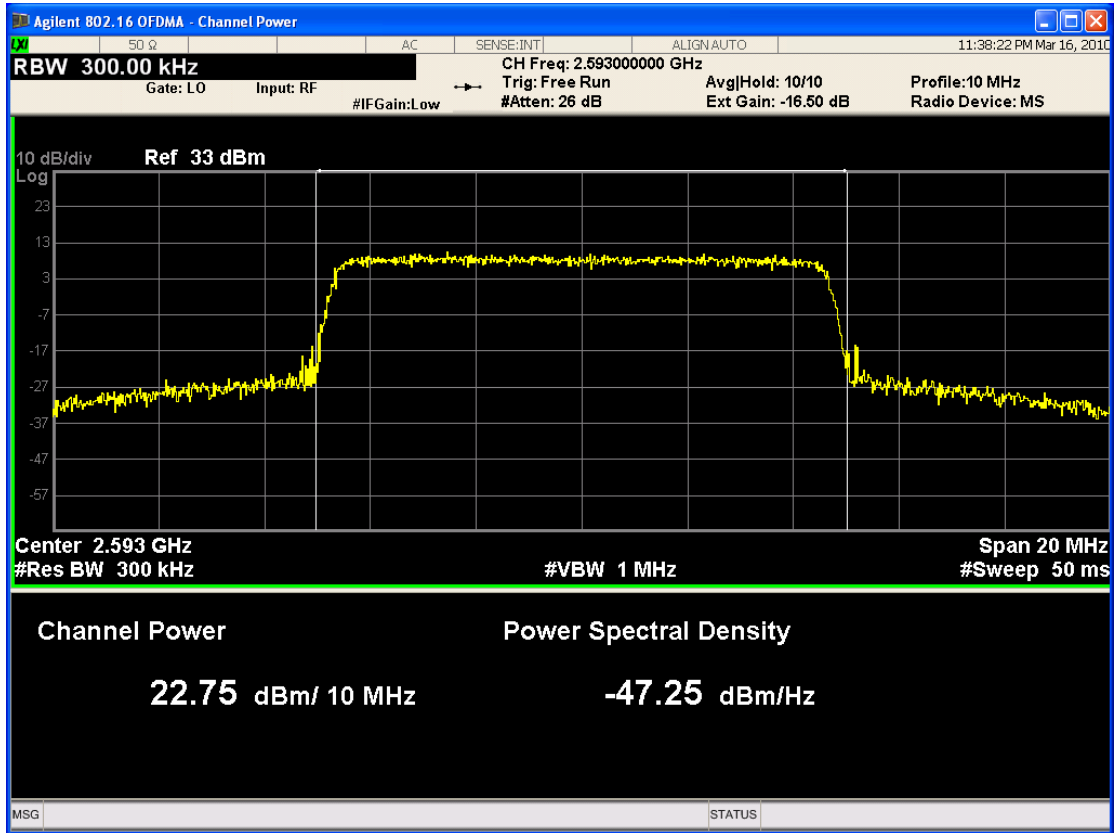 Agilent 802.16 OFDMA - Channel Power
LXI 50 Ω AC SENSE:INT ALIGN AUTO 11:38:22 PM Mar 16, 2010
RBW 300.00 kHz CH Freq: 2.593000000 GHz
Gate: LO Input: RF Trig: Free Run Avg|Hold: 10/10 Profile:10 MHz
#IFGain:Low #Atten: 26 dB Ext Gain: -16.50 dB Radio Device: MS
10 dB/div Ref 33 dBm
Log
23
13
3
-7
-17
-27
-37
-47
-57
Center 2.593 GHz Span 20 MHz
#Res BW 300 kHz #VBW 1 MHz #Sweep 50 ms
Channel Power Power Spectral Density
22.75 dBm/ 10 MHz -47.25 dBm/Hz
MSG STATUS